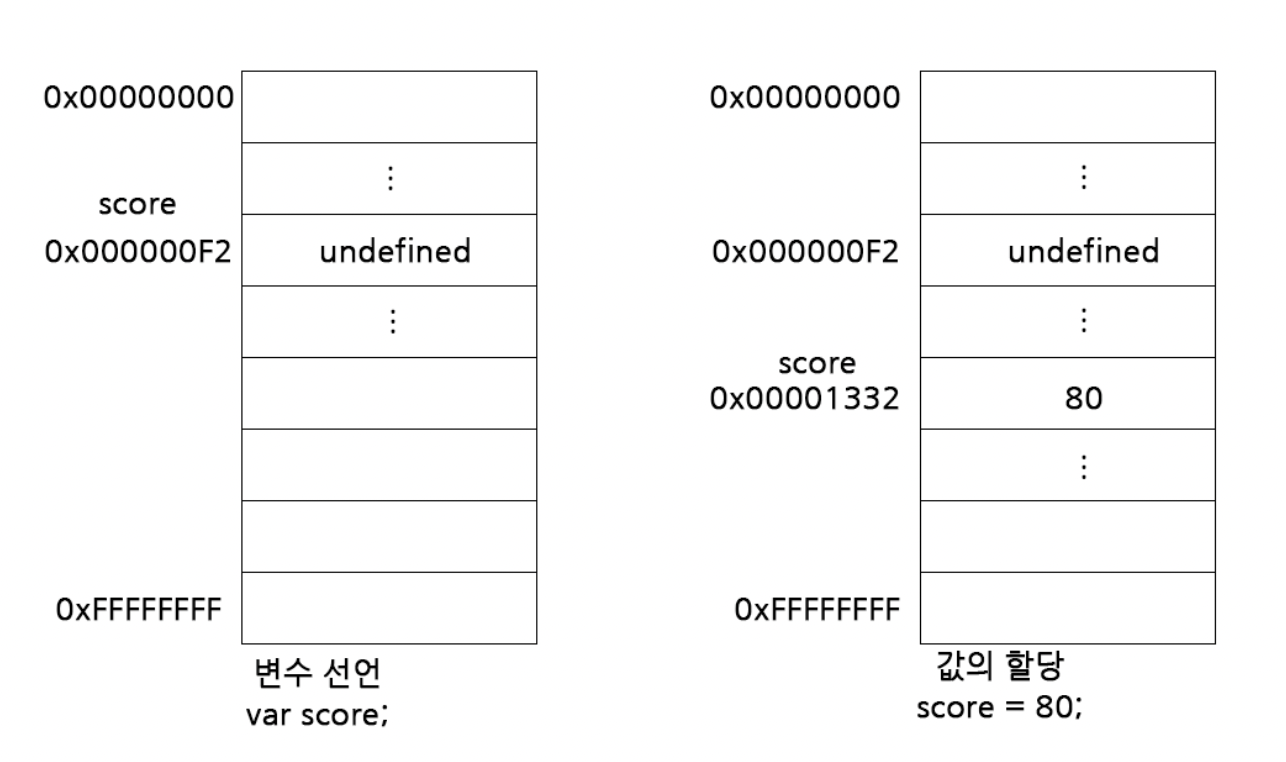 0x00000000
⋮
score
0x000000F2 undefined
⋮
0xFFFFFFFF
변수 선언
var score;
0x00000000
⋮
0x000000F2 undefined
⋮
score
0x00001332 80
⋮
0xFFFFFFFF
값의 할당
score = 80;